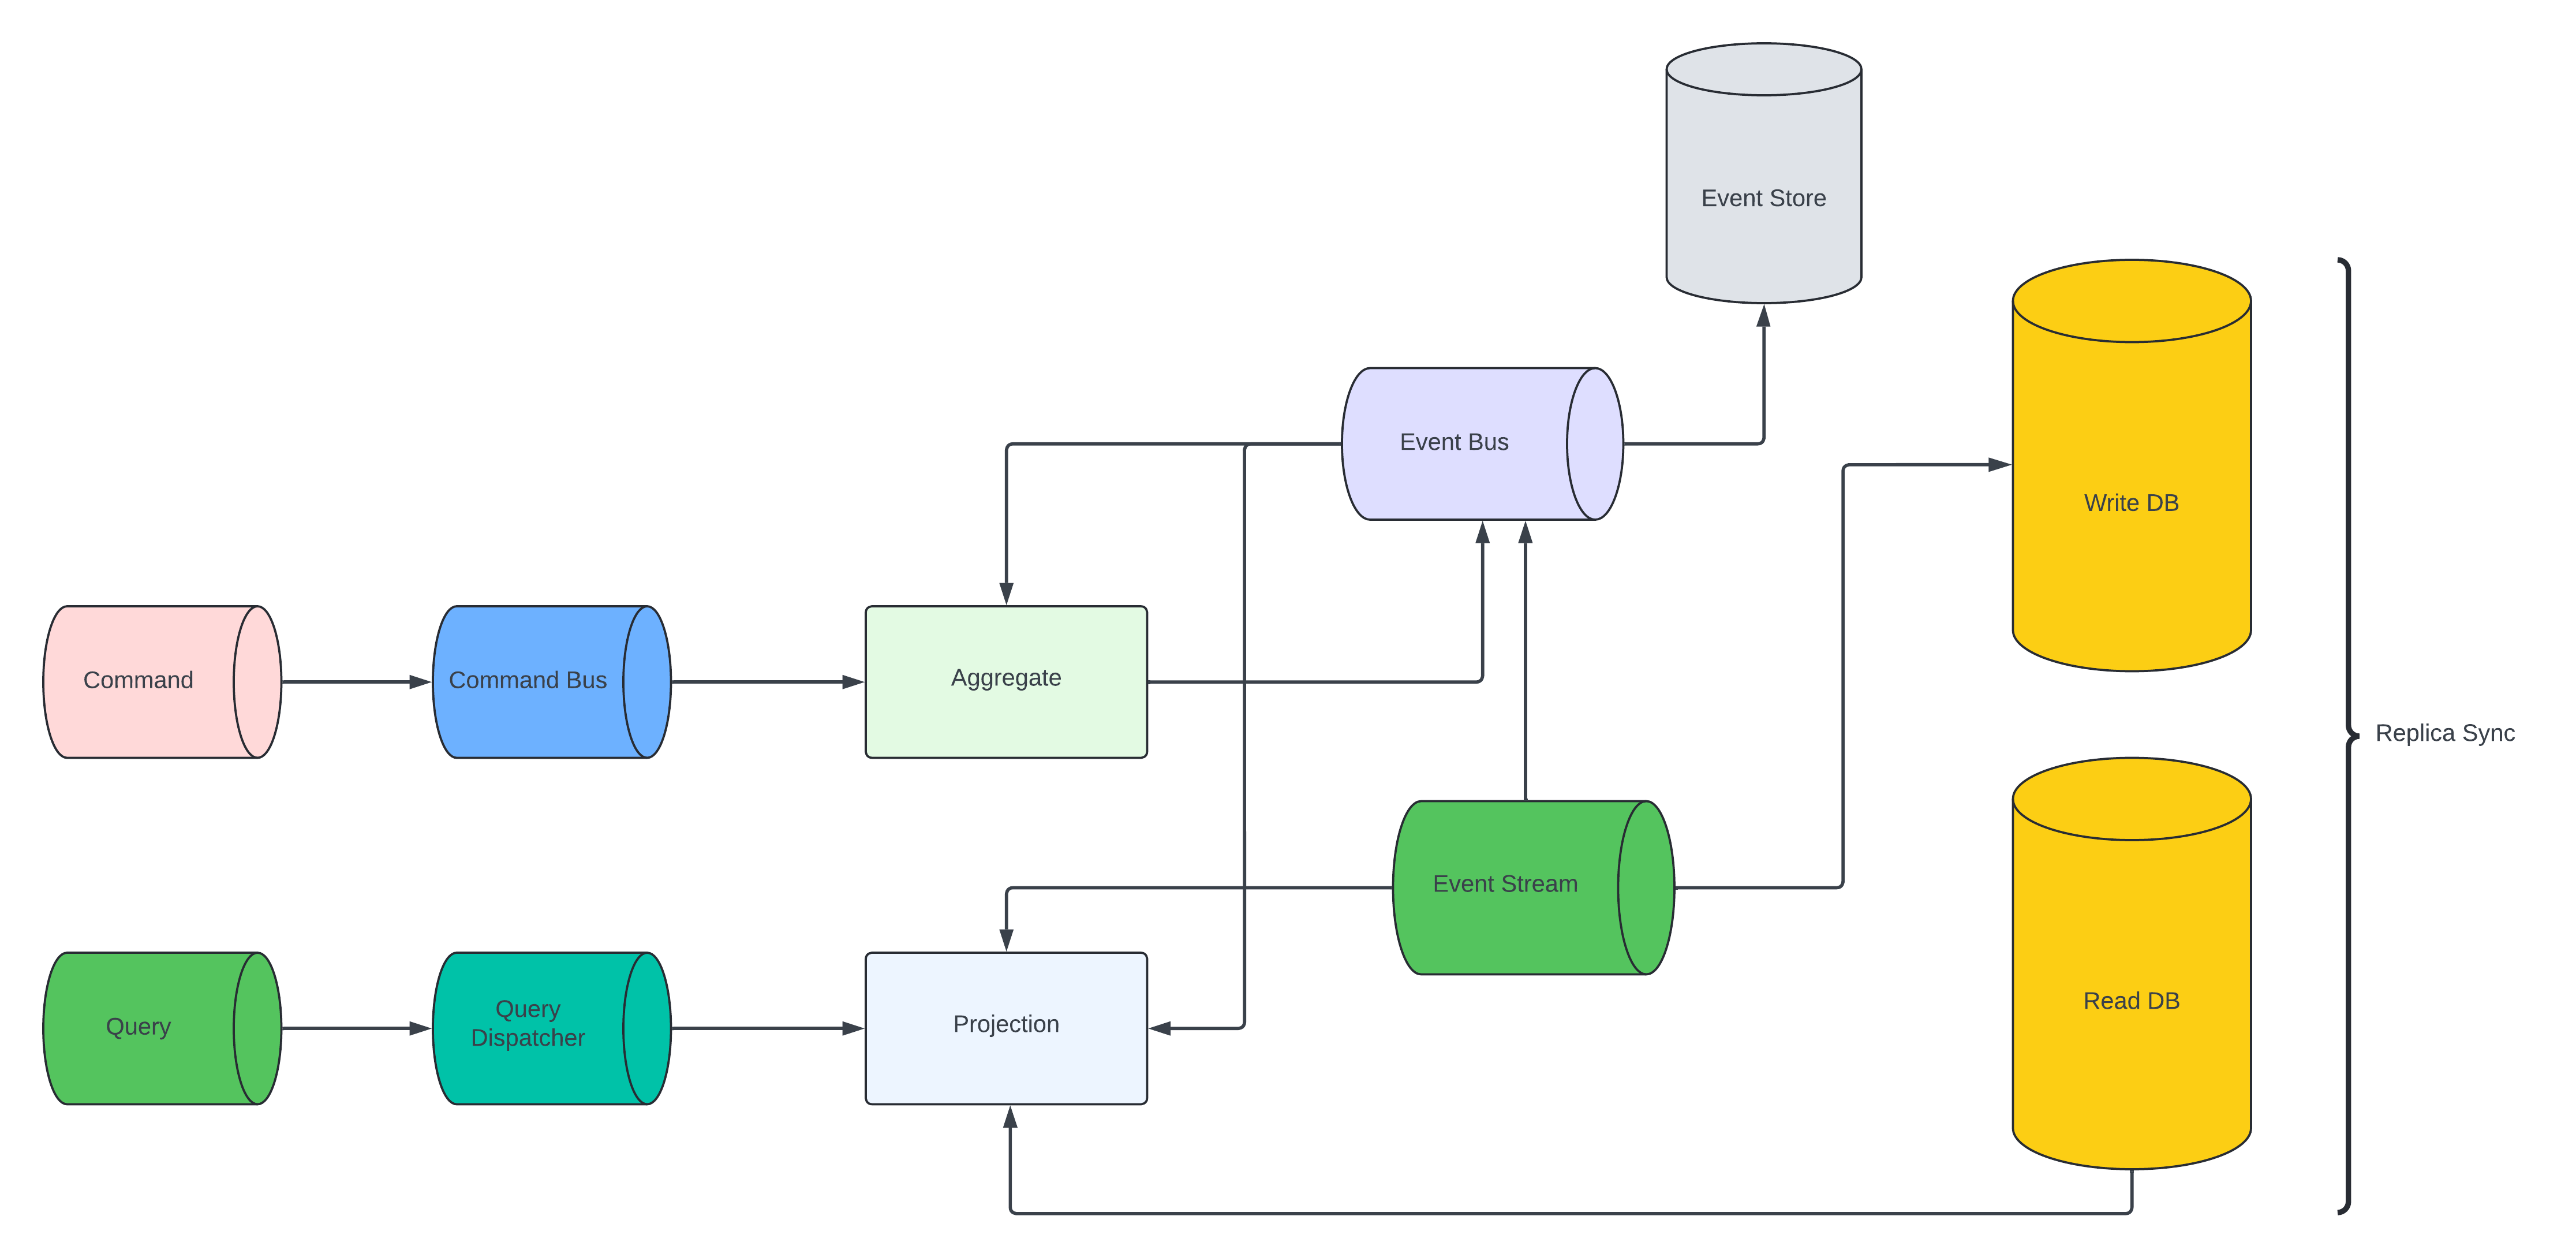 Event Store
Event Bus
Write DB
Command
Command Bus
Aggregate
Replica Sync
Event Stream
Query
Query
Dispatcher
Projection
Read DB